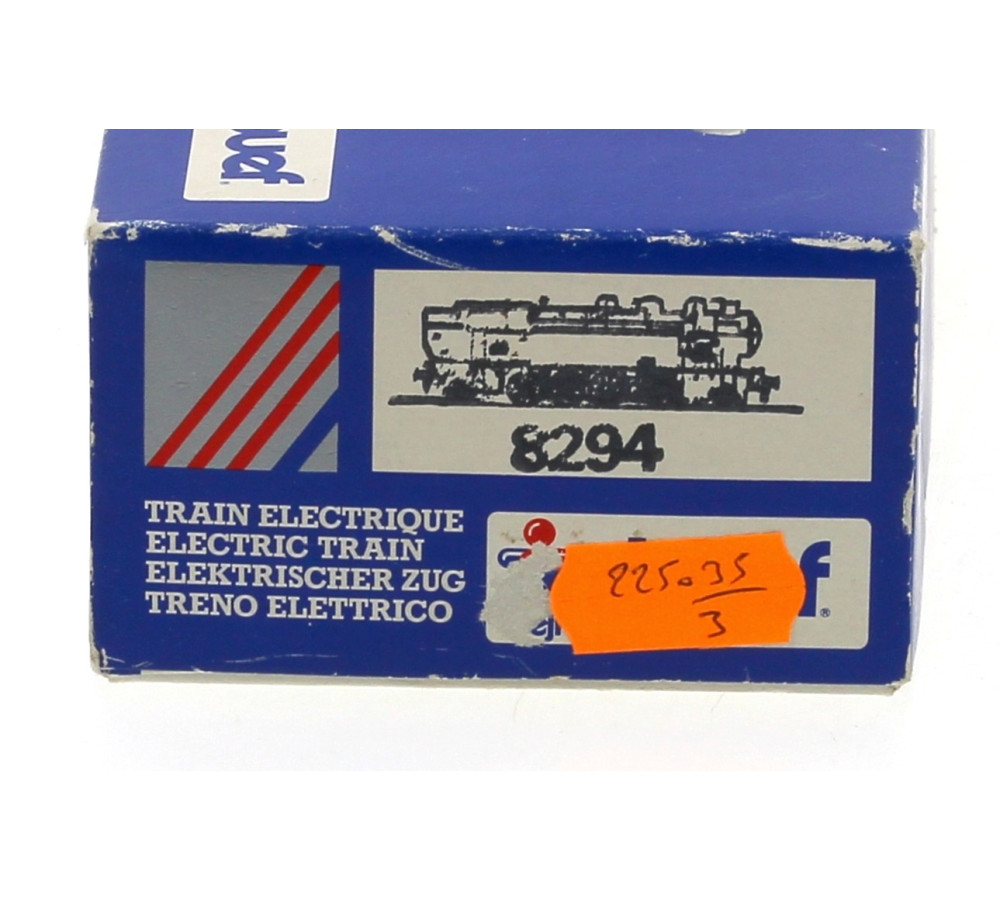 8294
TRAIN ELECTRIQUE
ELECTRIC TRAIN
ELEKTRISCHER ZUG
TRENO ELETTRICO
225.35
3